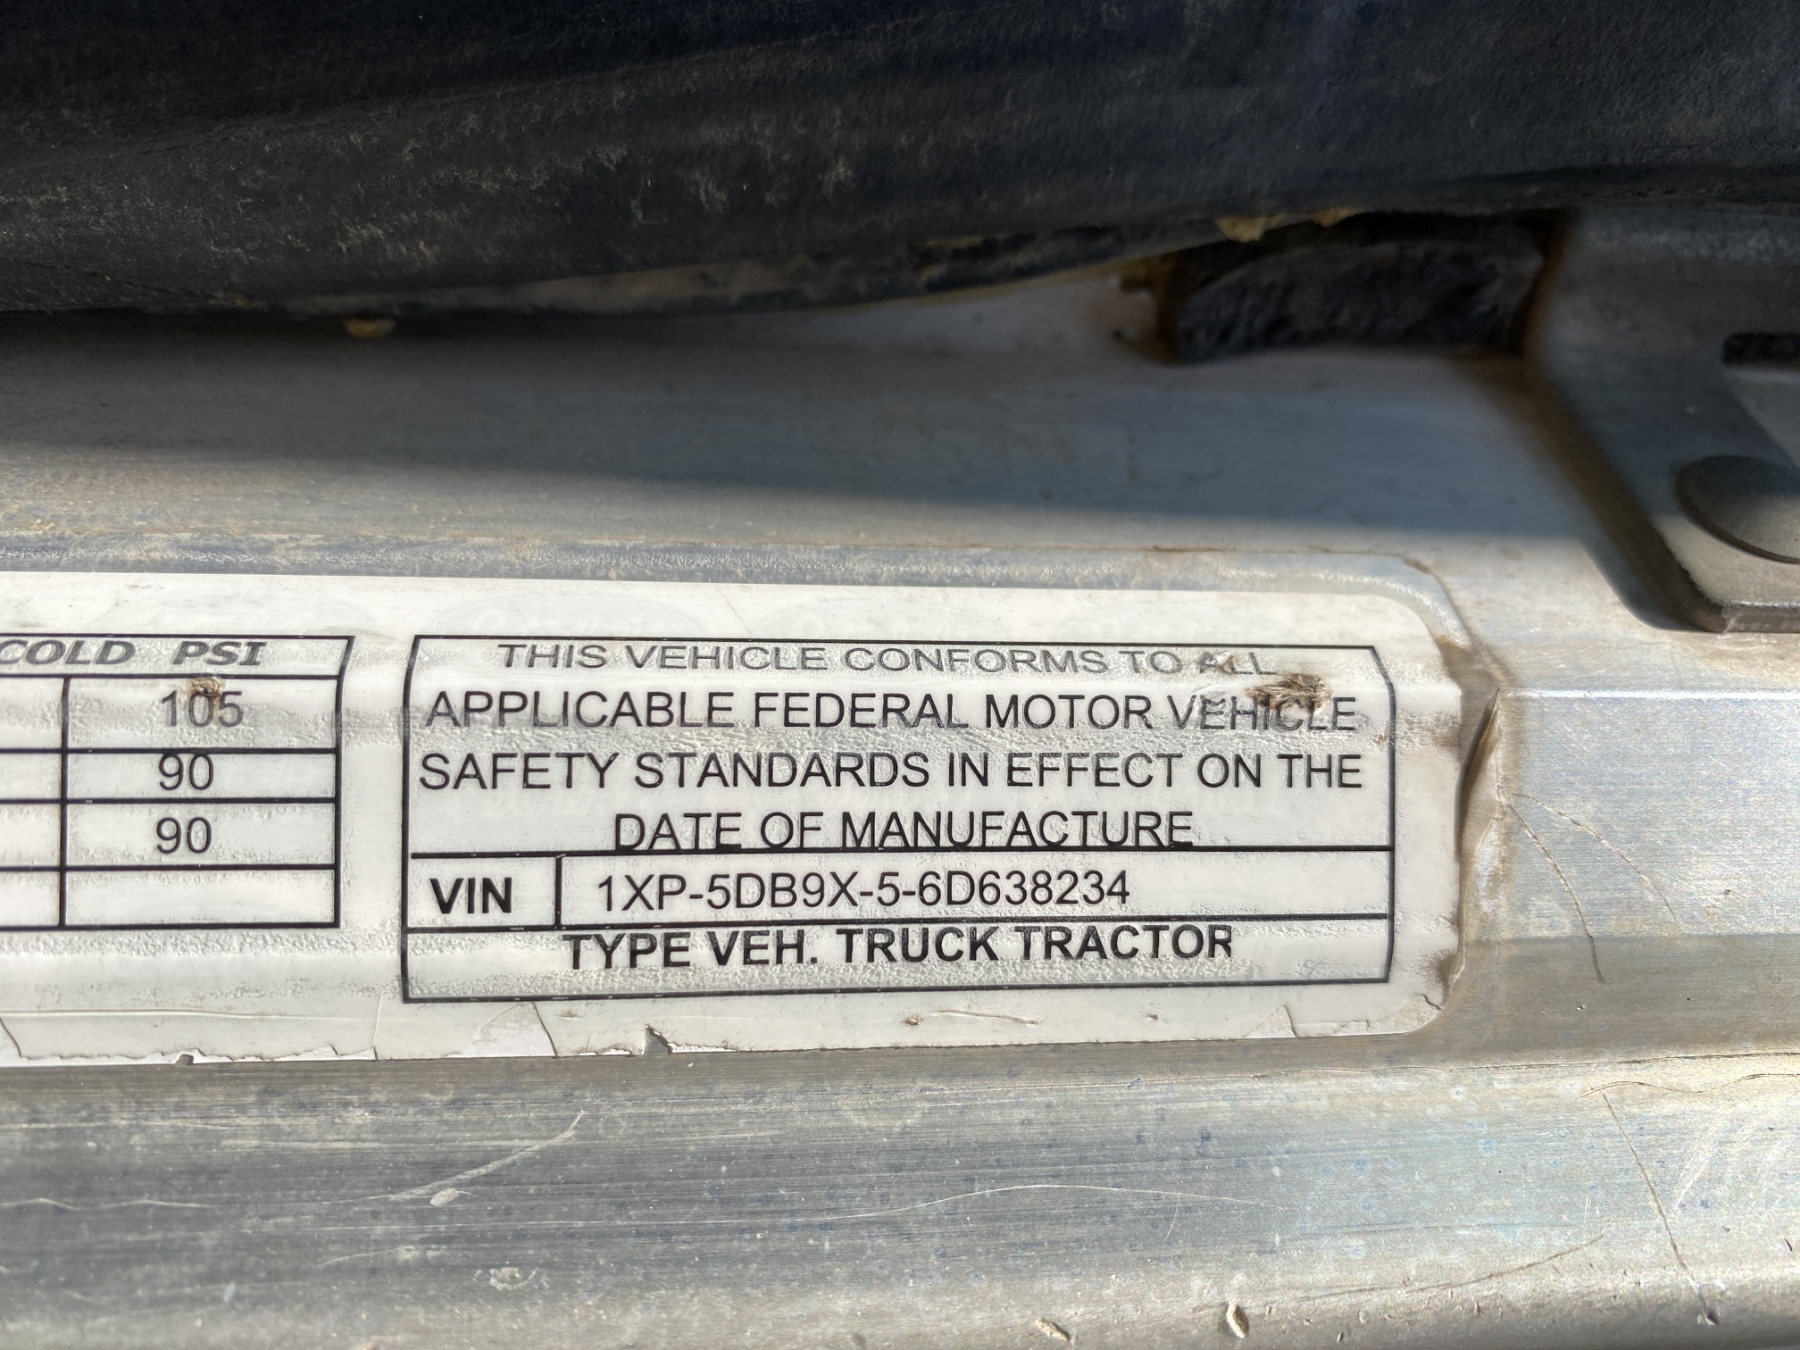 COLD PSI
105
90
90
THIS VEHICLE CONFORMS TO ALL
APPLICABLE FEDERAL MOTOR VEHICLE
SAFETY STANDARDS IN EFFECT ON THE
DATE OF MANUFACTURE
VIN 1XP-5DB9X-5-6D638234
TYPE VEH. TRUCK TRACTOR